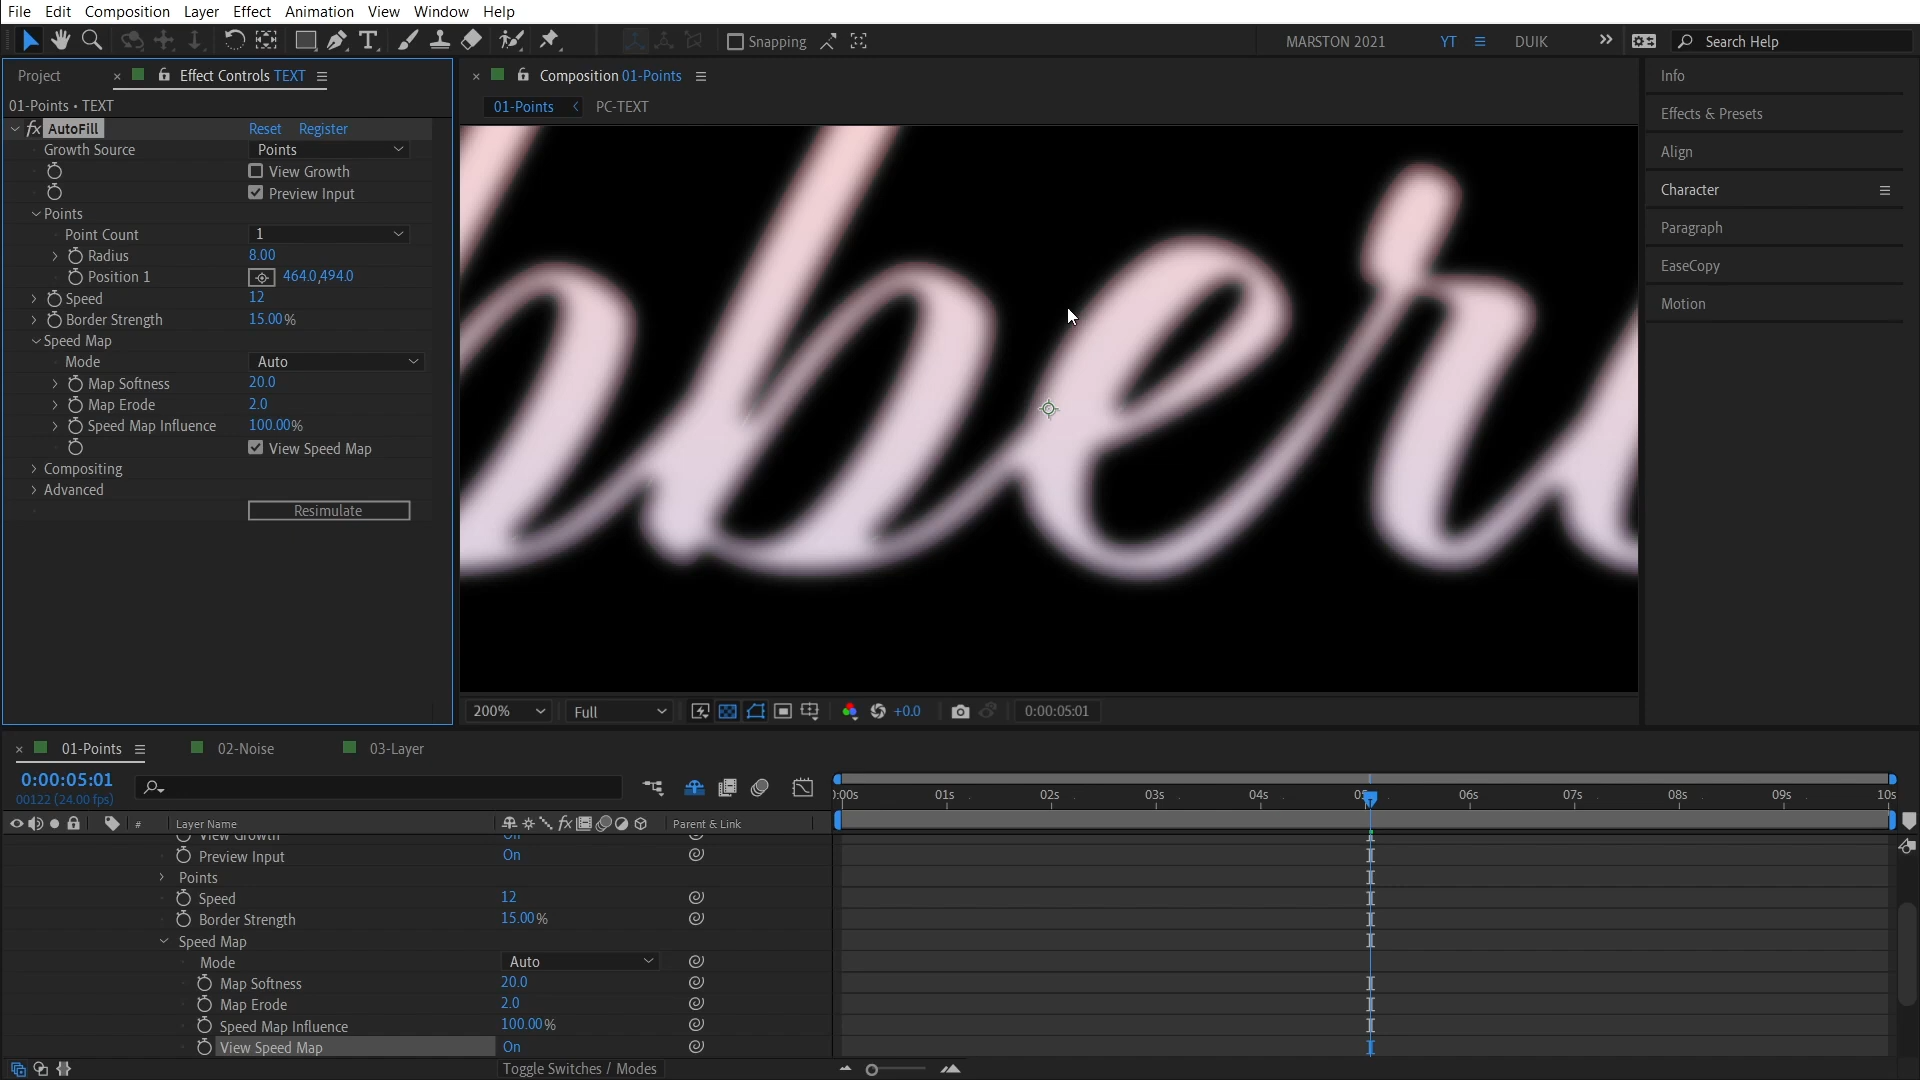 File Edit Composition Layer Effect Animation View Window Help
Snapping MARSTON 2021 YT DUIK Search Help
Project Effect Controls TEXT
01-Points • TEXT
fx AutoFill Reset Register
Growth Source Points
View Growth
Preview Input
Points
Point Count 1
Radius 8.00
Position 1 464.0,494.0
Speed 12
Border Strength 15.00%
Speed Map
Mode Auto
Map Softness 20.0
Map Erode 2.0
Speed Map Influence 100.00%
View Speed Map
Compositing
Advanced
Resimulate
Composition 01-Points
01-Points PC-TEXT
bber
200% Full +0.0 0:00:05:01
Info
Effects & Presets
Align
Character
Paragraph
EaseCopy
Motion
01-Points 02-Noise 03-Layer
0:00:05:01
00122 (24.00 fps)
:00s 01s 02s 03s 04s 05s 06s 07s 08s 09s 10s
# Layer Name fx Parent & Link
View Growth On
Preview Input On
Points
Speed 12
Border Strength 15.00%
Speed Map
Mode Auto
Map Softness 20.0
Map Erode 2.0
Speed Map Influence 100.00%
View Speed Map On
Toggle Switches / Modes